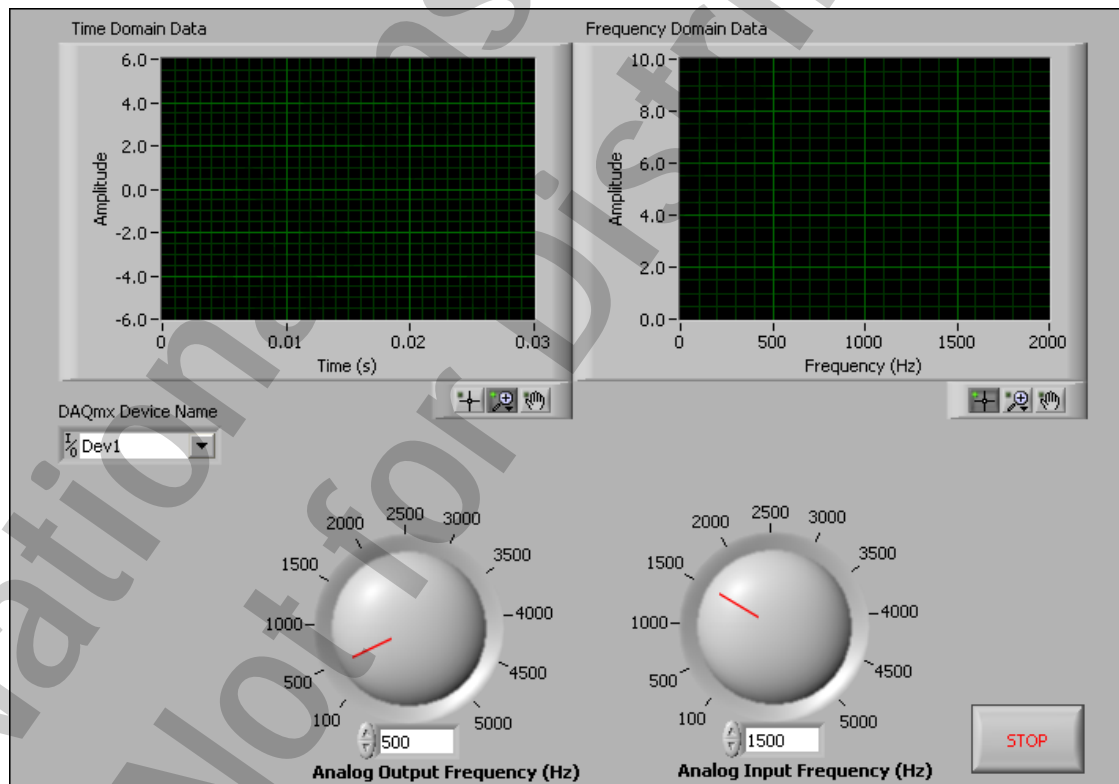 Time Domain Data
6.0
4.0
2.0
0.0
-2.0
-4.0
-6.0
Amplitude
0 0.01 0.02 0.03
Time (s)
Frequency Domain Data
10.0
8.0
6.0
4.0
2.0
0.0
Amplitude
0 500 1000 1500 2000
Frequency (Hz)
DAQmx Device Name
I/O Dev1
100 500 1000 1500 2000 2500 3000 3500 4000 4500 5000
500
Analog Output Frequency (Hz)
100 500 1000 1500 2000 2500 3000 3500 4000 4500 5000
1500
Analog Input Frequency (Hz)
STOP